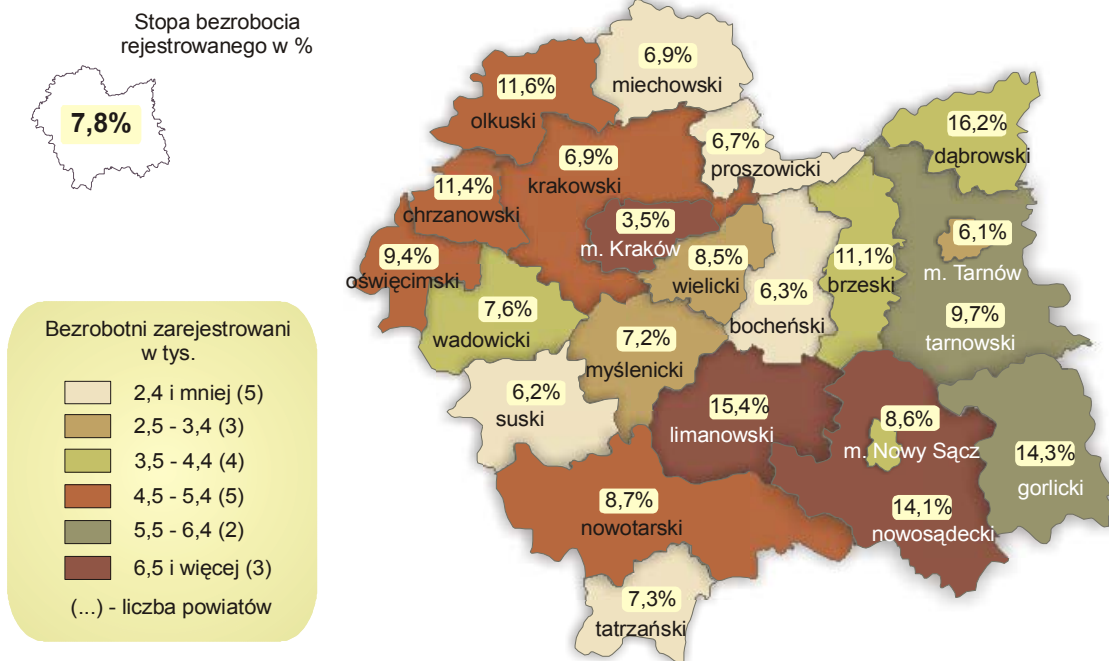 Stopa bezrobocia
rejestrowanego w %
7,8%
6,9%
miechowski
11,6%
olkuski
6,7%
proszowicki
16,2%
dąbrowski
6,9%
krakowski
11,4%
chrzanowski
3,5%
m. Kraków
6,1%
m. Tarnów
9,4%
oświęcimski
8,5%
wielicki
11,1%
brzeski
6,3%
bocheński
7,6%
wadowicki
9,7%
tarnowski
7,2%
myślenicki
6,2%
suski
15,4%
limanowski
8,6%
m. Nowy Sącz
14,3%
gorlicki
8,7%
nowotarski
14,1%
nowosądecki
7,3%
tatrzański
Bezrobotni zarejestrowani
w tys.
2,4 i mniej (5)
2,5 - 3,4 (3)
3,5 - 4,4 (4)
4,5 - 5,4 (5)
5,5 - 6,4 (2)
6,5 i więcej (3)
(...) - liczba powiatów